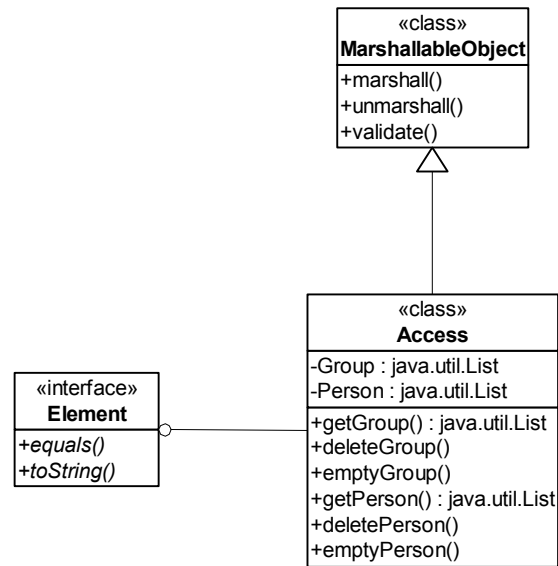 «class»
MarshallableObject
+marshall()
+unmarshall()
+validate()
«class»
Access
-Group : java.util.List
-Person : java.util.List
+getGroup() : java.util.List
+deleteGroup()
+emptyGroup()
+getPerson() : java.util.List
+deletePerson()
+emptyPerson()
«interface»
Element
+equals()
+toString()